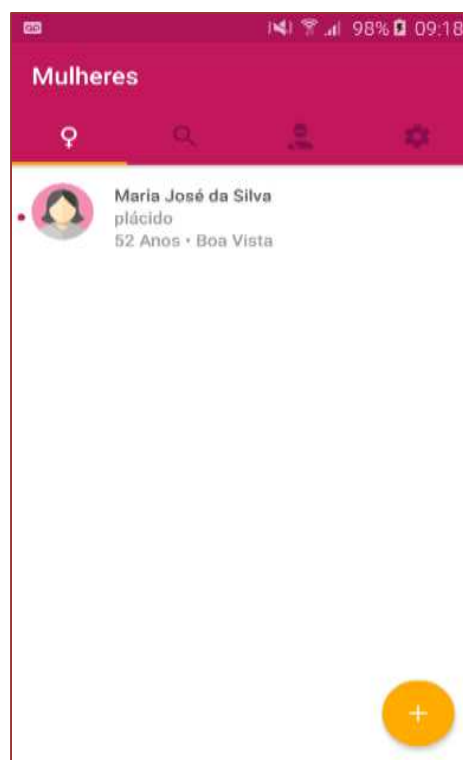 98% 09:18
Mulheres
Maria José da Silva
plácido
52 Anos • Boa Vista